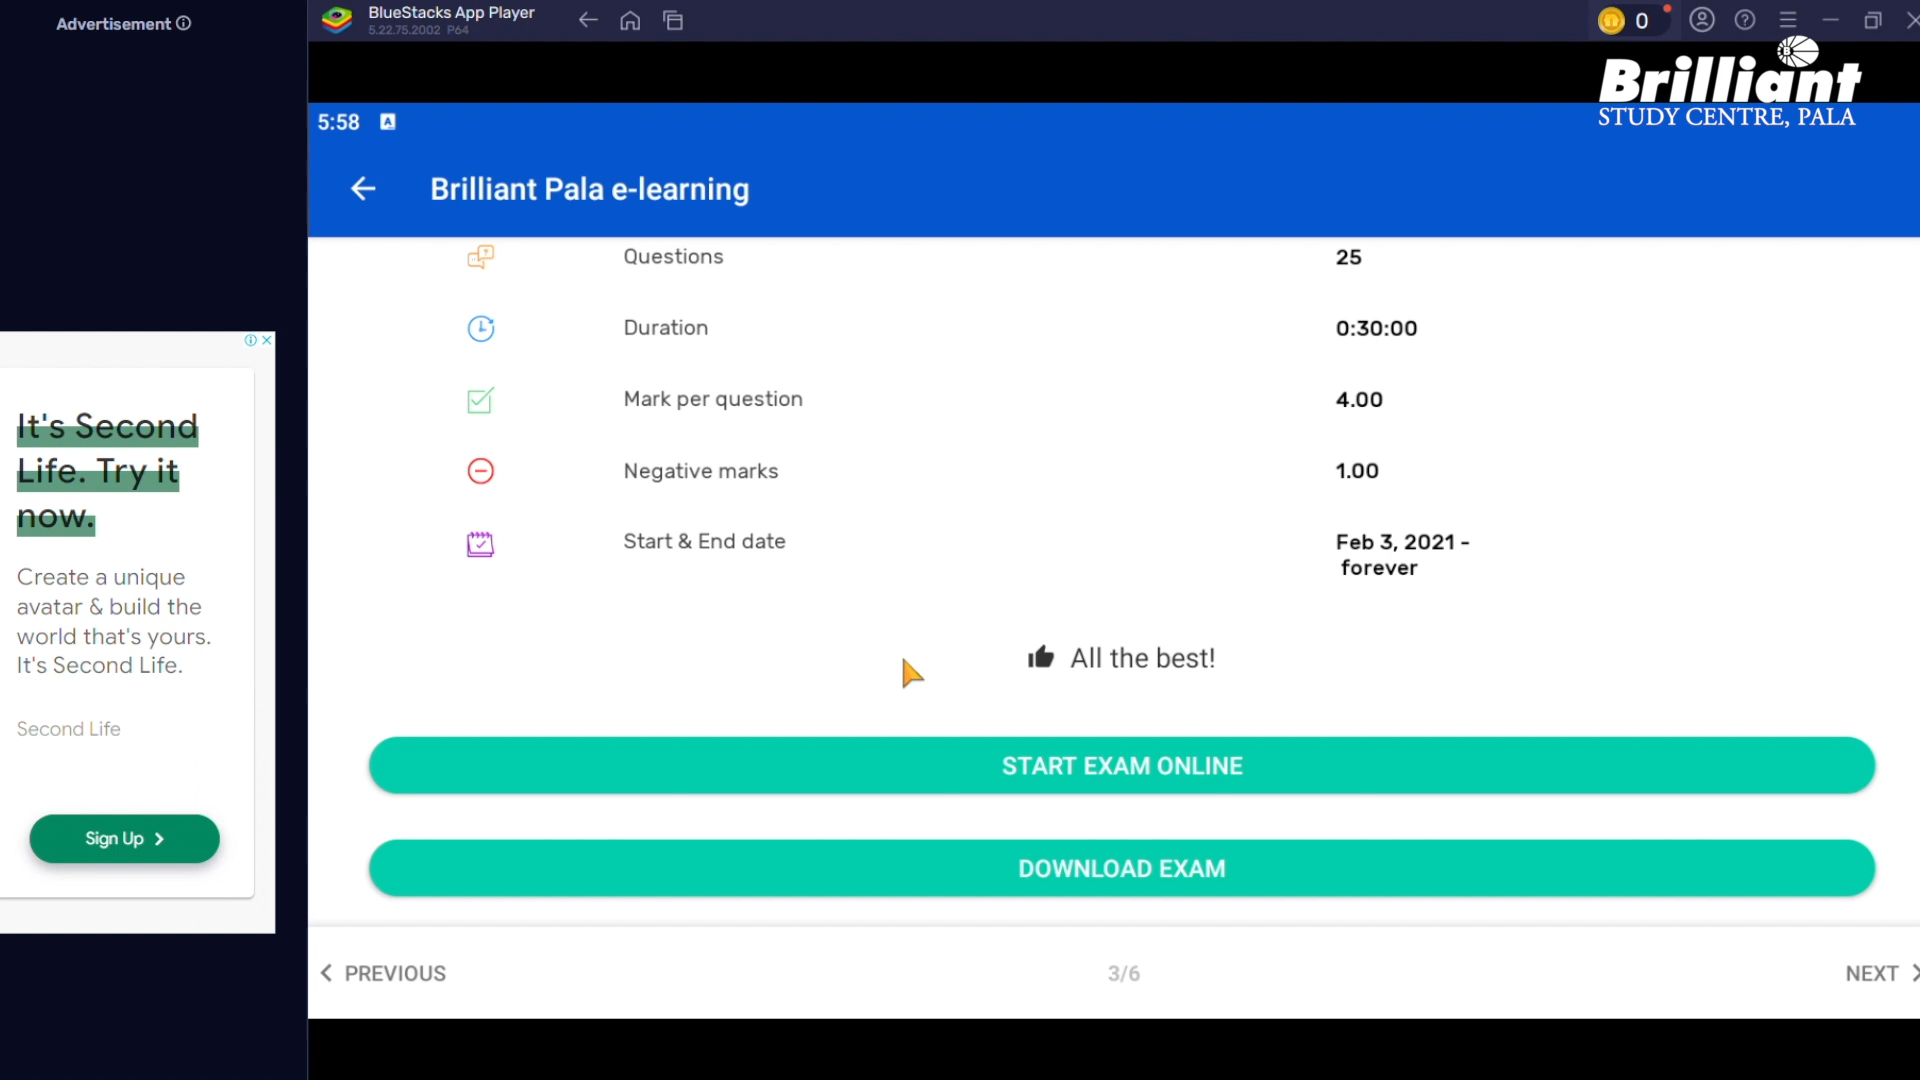 Advertisement
BlueStacks App Player
5.22.75.2002 P64
0
Brilliant
STUDY CENTRE, PALA
5:58
Brilliant Pala e-learning
Questions 25
Duration 0:30:00
Mark per question 4.00
Negative marks 1.00
Start & End date Feb 3, 2021 -
forever
All the best!
START EXAM ONLINE
DOWNLOAD EXAM
PREVIOUS 3/6 NEXT
It's Second
Life. Try it
now.
Create a unique
avatar & build the
world that's yours.
It's Second Life.
Second Life
Sign Up